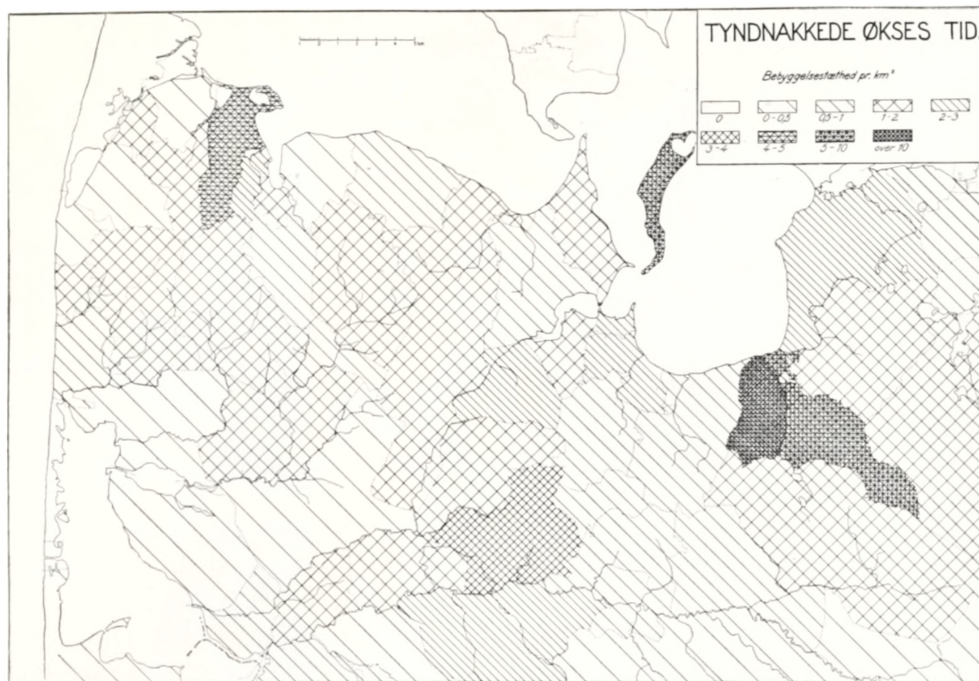 TYNDNAKKEDE ØKSES TID
Bebyggelsestæthed pr. km²
0 0-0,5 0,5-1 1-2 2-3
3-4 4-5 5-10 over 10